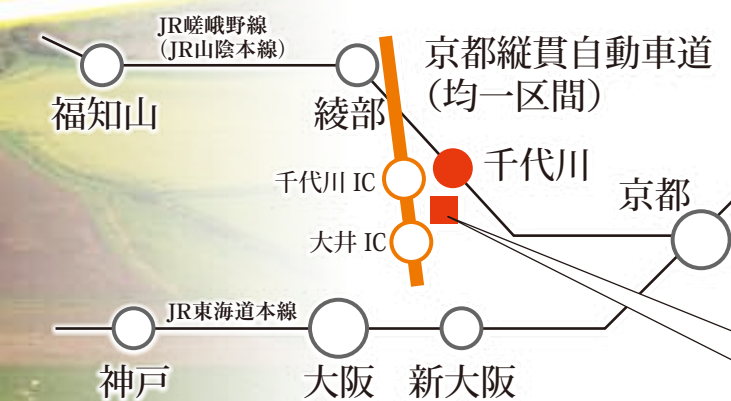 JR嵯峨野線
（JR山陰本線）
京都縦貫自動車道
（均一区間）
福知山
綾部
千代川
千代川 IC
京都
大井 IC
JR東海道本線
神戸
大阪
新大阪